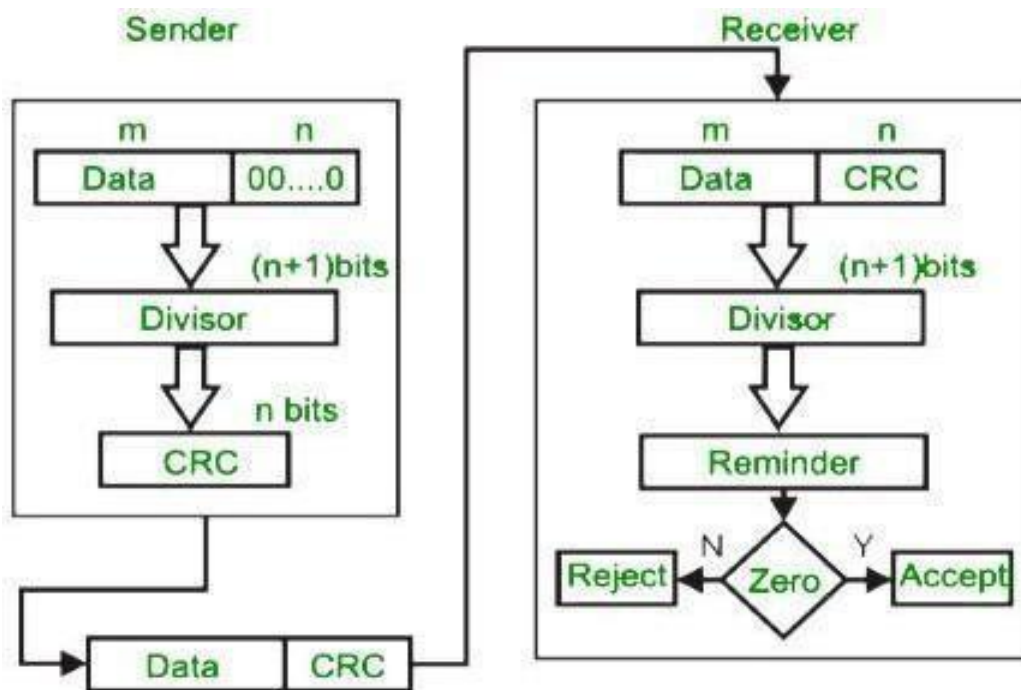 Sender
m n
Data 00....0
(n+1)bits
Divisor
n bits
CRC
Data CRC
Receiver
m n
Data CRC
(n+1)bits
Divisor
Reminder
N Y
Reject Zero Accept